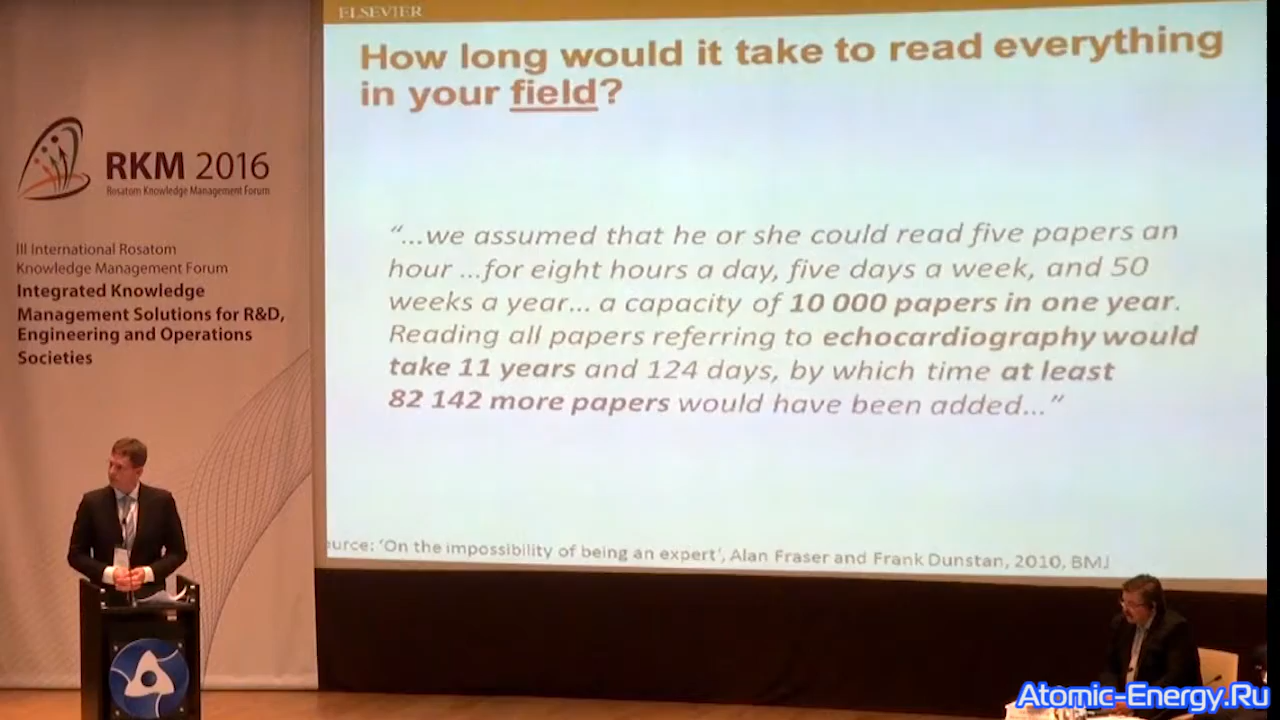 RKM 2016
Rosatom Knowledge Management Forum
III International Rosatom
Knowledge Management Forum
Integrated Knowledge
Management Solutions for R&D,
Engineering and Operations
Societies
ELSEVIER
How long would it take to read everything
in your field?
“...we assumed that he or she could read five papers an
hour ...for eight hours a day, five days a week, and 50
weeks a year... a capacity of 10 000 papers in one year.
Reading all papers referring to echocardiography would
take 11 years and 124 days, by which time at least
82 142 more papers would have been added...”
urce: ‘On the impossibility of being an expert’, Alan Fraser and Frank Dunstan, 2010, BMJ
Atomic-Energy.Ru